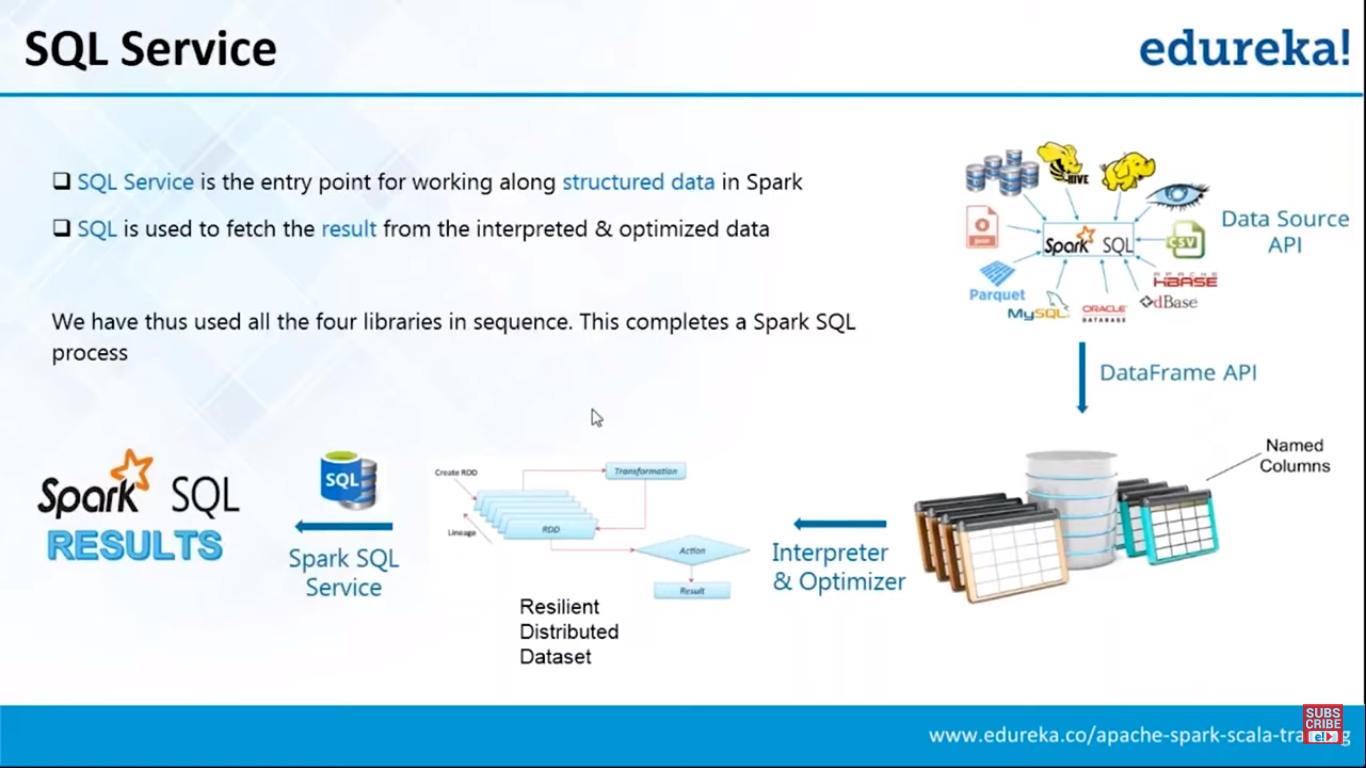 SQL Service
edureka!
SQL Service is the entry point for working along structured data in Spark
SQL is used to fetch the result from the interpreted & optimized data
We have thus used all the four libraries in sequence. This completes a Spark SQL
process
HIVE
Spark SQL
CSV
Parquet
MySQL
ORACLE
DATABASE
APACHE
HBASE
dBase
Data Source
API
DataFrame API
Named
Columns
Interpreter
& Optimizer
Create RDD
Transformation
RDD
Lineage
Action
Result
Resilient
Distributed
Dataset
SQL
Spark SQL
Service
Spark SQL
RESULTS
www.edureka.co/apache-spark-scala-tra
SUBS
CRIBE
e!